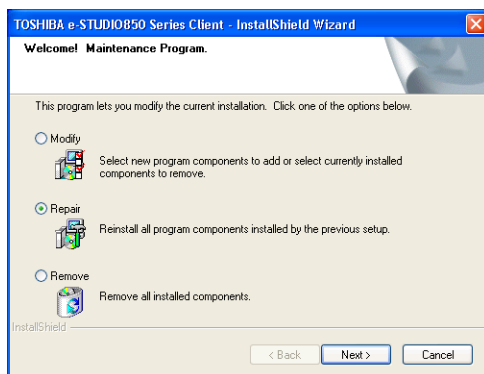 TOSHIBA e-STUDIO850 Series Client - InstallShield Wizard
Welcome! Maintenance Program.
This program lets you modify the current installation. Click one of the options below.
Modify
Select new program components to add or select currently installed
components to remove.
Repair
Reinstall all program components installed by the previous setup.
Remove
Remove all installed components.
InstallShield
< Back Next > Cancel